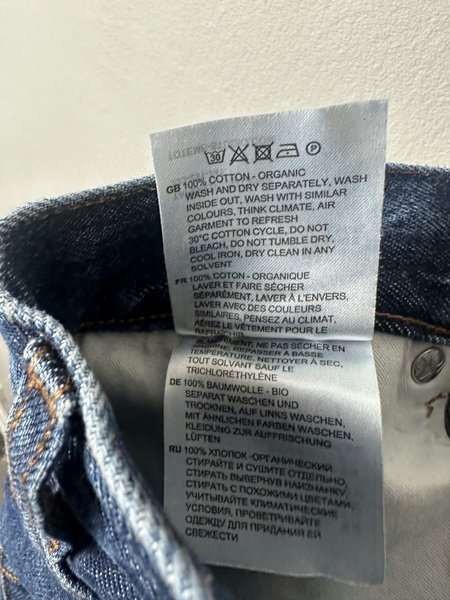 30 P
GB 100% COTTON - ORGANIC
WASH AND DRY SEPARATELY, WASH
INSIDE OUT, WASH WITH SIMILAR
COLOURS, THINK CLIMATE, AIR
GARMENT TO REFRESH
30°C COTTON CYCLE, DO NOT
BLEACH, DO NOT TUMBLE DRY,
COOL IRON, DRY CLEAN IN ANY
SOLVENT
FR 100% COTON - ORGANIQUE
LAVER ET FAIRE SÉCHER
SÉPARÉMENT, LAVER À L'ENVERS,
LAVER AVEC DES COULEURS
SIMILAIRES, PENSEZ AU CLIMAT,
AÉREZ LE VÊTEMENT POUR LE
RAFRAÎCHIR
NE PAS SÉCHER EN
MACHINE, REPASSER À BASSE
TEMPÉRATURE, NETTOYER À SEC,
TOUT SOLVANT SAUF LE
TRICHLORÉTHYLÈNE
DE 100% BAUMWOLLE - BIO
SEPARAT WASCHEN UND
TROCKNEN, AUF LINKS WASCHEN,
MIT ÄHNLICHEN FARBEN WASCHEN,
KLEIDUNG ZUR AUFFRISCHUNG
LÜFTEN
RU 100% ХЛОПОК - ОРГАНИЧЕСКИЙ
СТИРАЙТЕ И СУШИТЕ ОТДЕЛЬНО,
СТИРАТЬ ВЫВЕРНУВ НАИЗНАНКУ
СТИРАТЬ С ПОХОЖИМИ ЦВЕТАМИ,
УЧИТЫВАЙТЕ КЛИМАТИЧЕСКИЕ
УСЛОВИЯ, ПРОВЕТРИВАЙТЕ
ОДЕЖДУ ДЛЯ ПРИДАНИЯ ЕЙ
СВЕЖЕСТИ